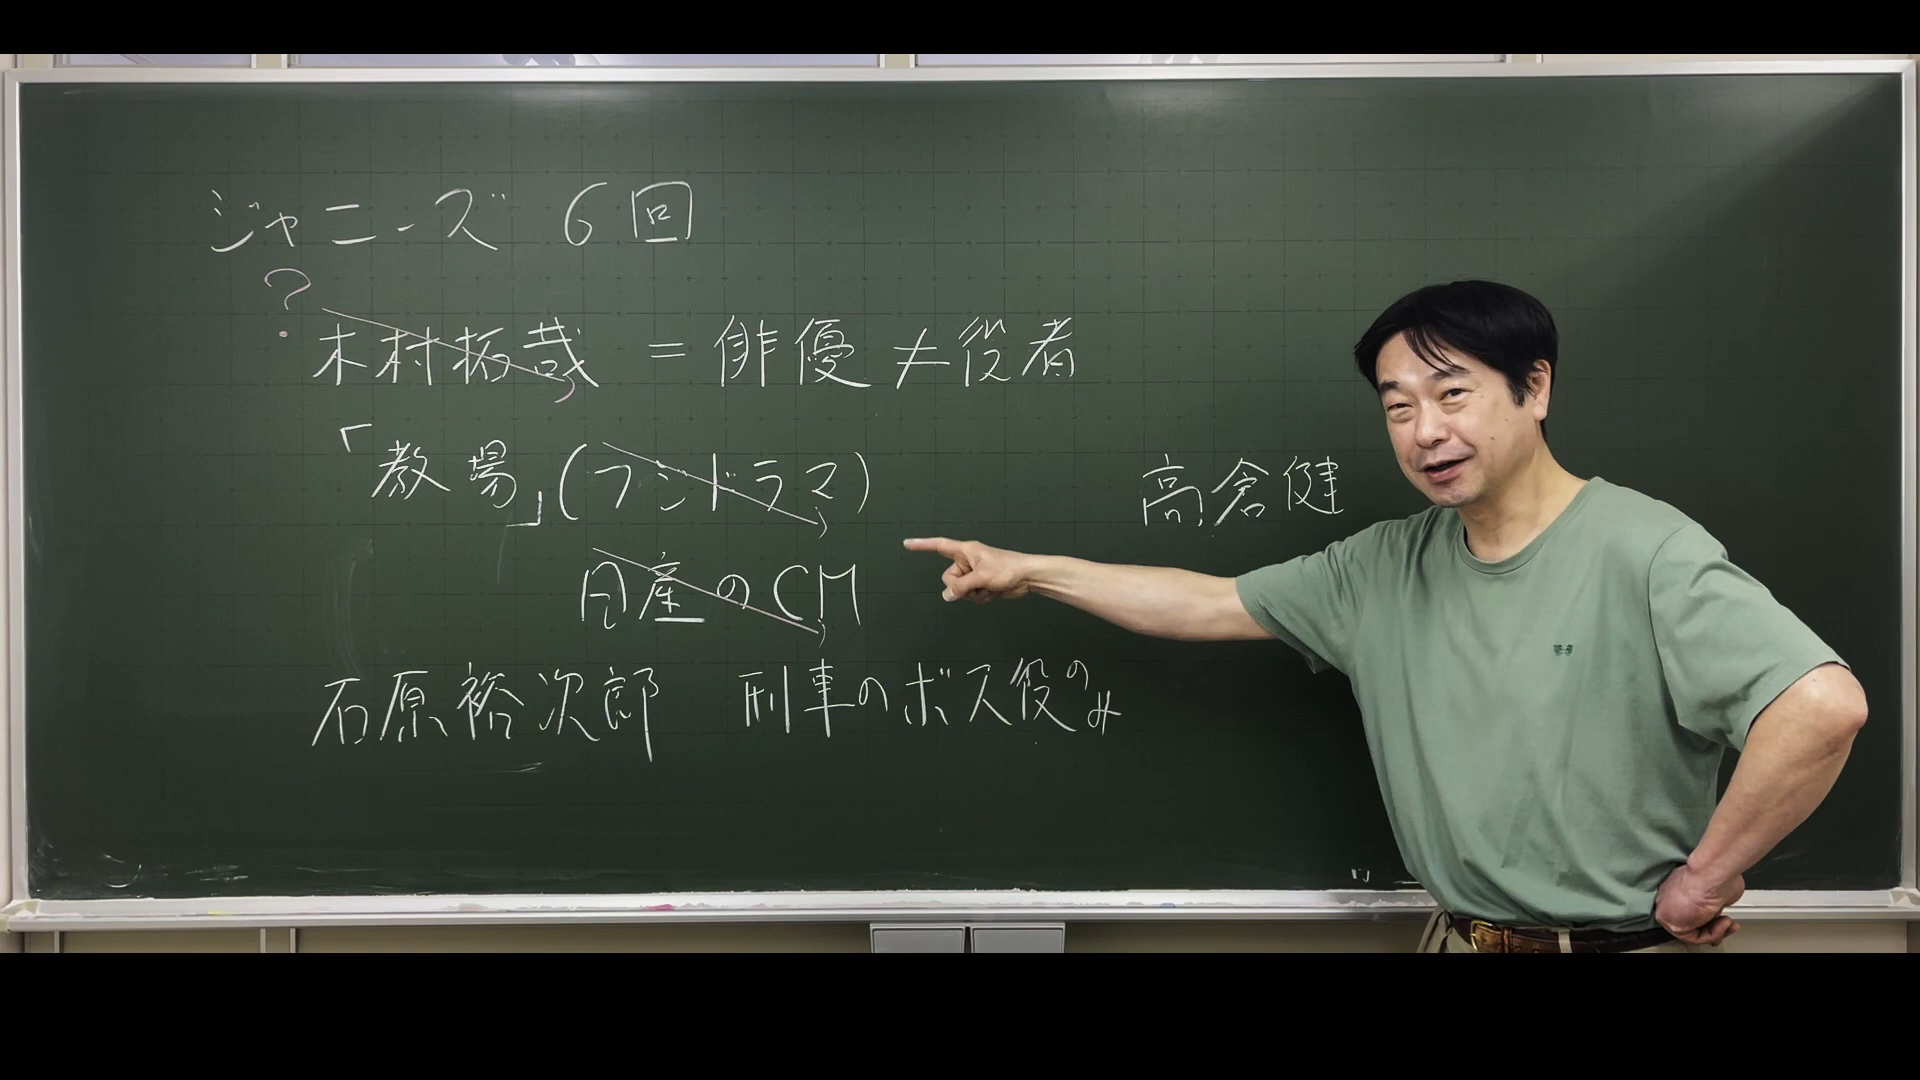 ジャニーズ 6回
?
木村拓哉 = 俳優 ≠ 役者
「教場」(フジドラマ)
高倉健
日産のCM
石原裕次郎 刑事のボス役のみ